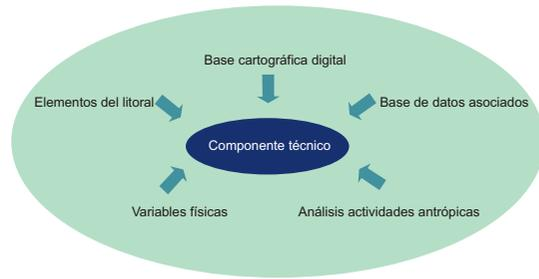 Base cartográfica digital
Elementos del litoral
Base de datos asociados
Componente técnico
Variables físicas
Análisis actividades antrópicas